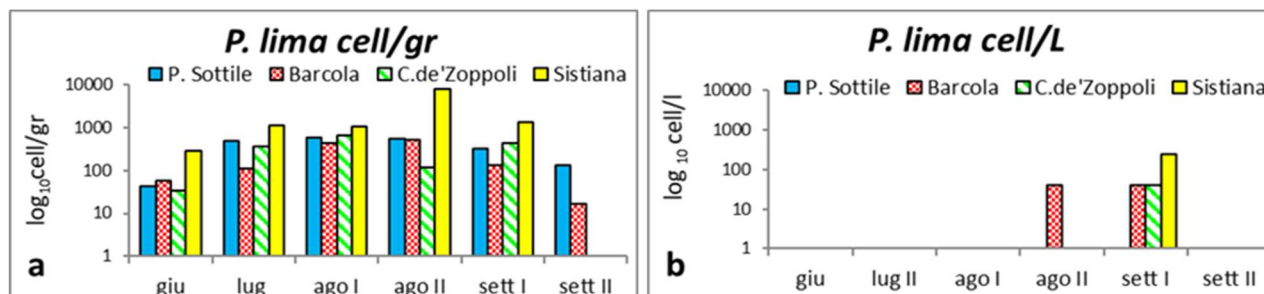 P. lima cell/gr
P. Sottile Barcola C.de'Zoppoli Sistiana
10000
1000
100
10
1
log₁₀cell/gr
a
giu lug ago I ago II sett I sett II
P. lima cell/L
P. Sottile Barcola C.de'Zoppoli Sistiana
10000
1000
100
10
1
log ₁₀ cell/l
b
giu lug II ago I ago II sett I sett II